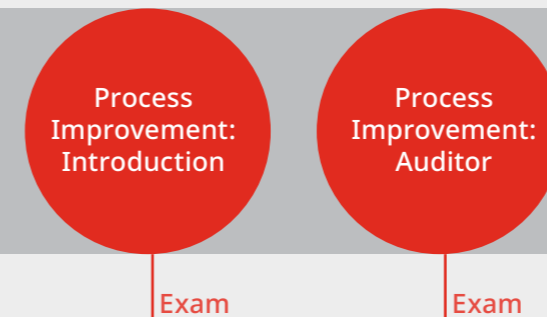 Process
Improvement:
Introduction
Process
Improvement:
Auditor
Exam
Exam